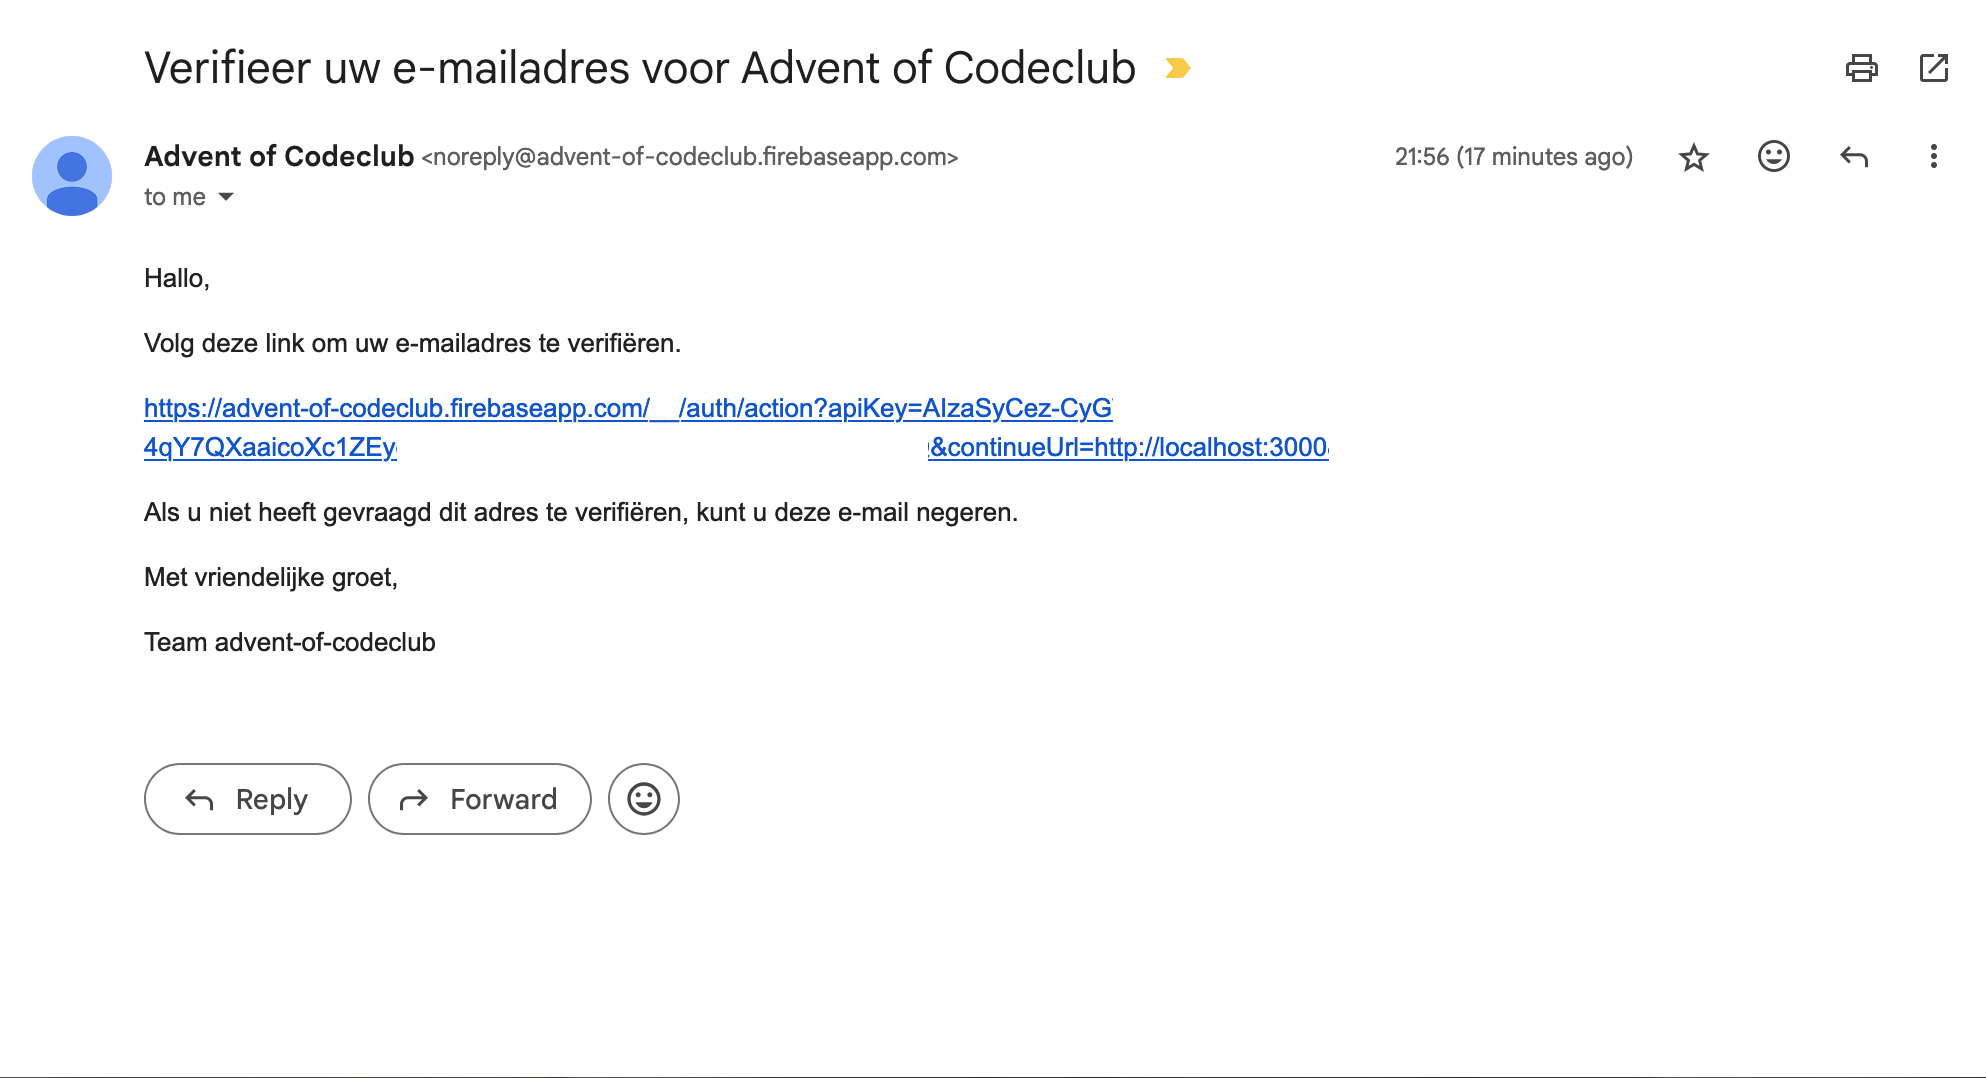 Verifieer uw e-mailadres voor Advent of Codeclub
Advent of Codeclub <noreply@advent-of-codeclub.firebaseapp.com>
21:56 (17 minutes ago)
to me
Hallo,
Volg deze link om uw e-mailadres te verifiëren.
https://advent-of-codeclub.firebaseapp.com/__/auth/action?apiKey=AIzaSyCez-CyG
4qY7QXaaicoXc1ZEy &continueUrl=http://localhost:3000
Als u niet heeft gevraagd dit adres te verifiëren, kunt u deze e-mail negeren.
Met vriendelijke groet,
Team advent-of-codeclub
Reply Forward